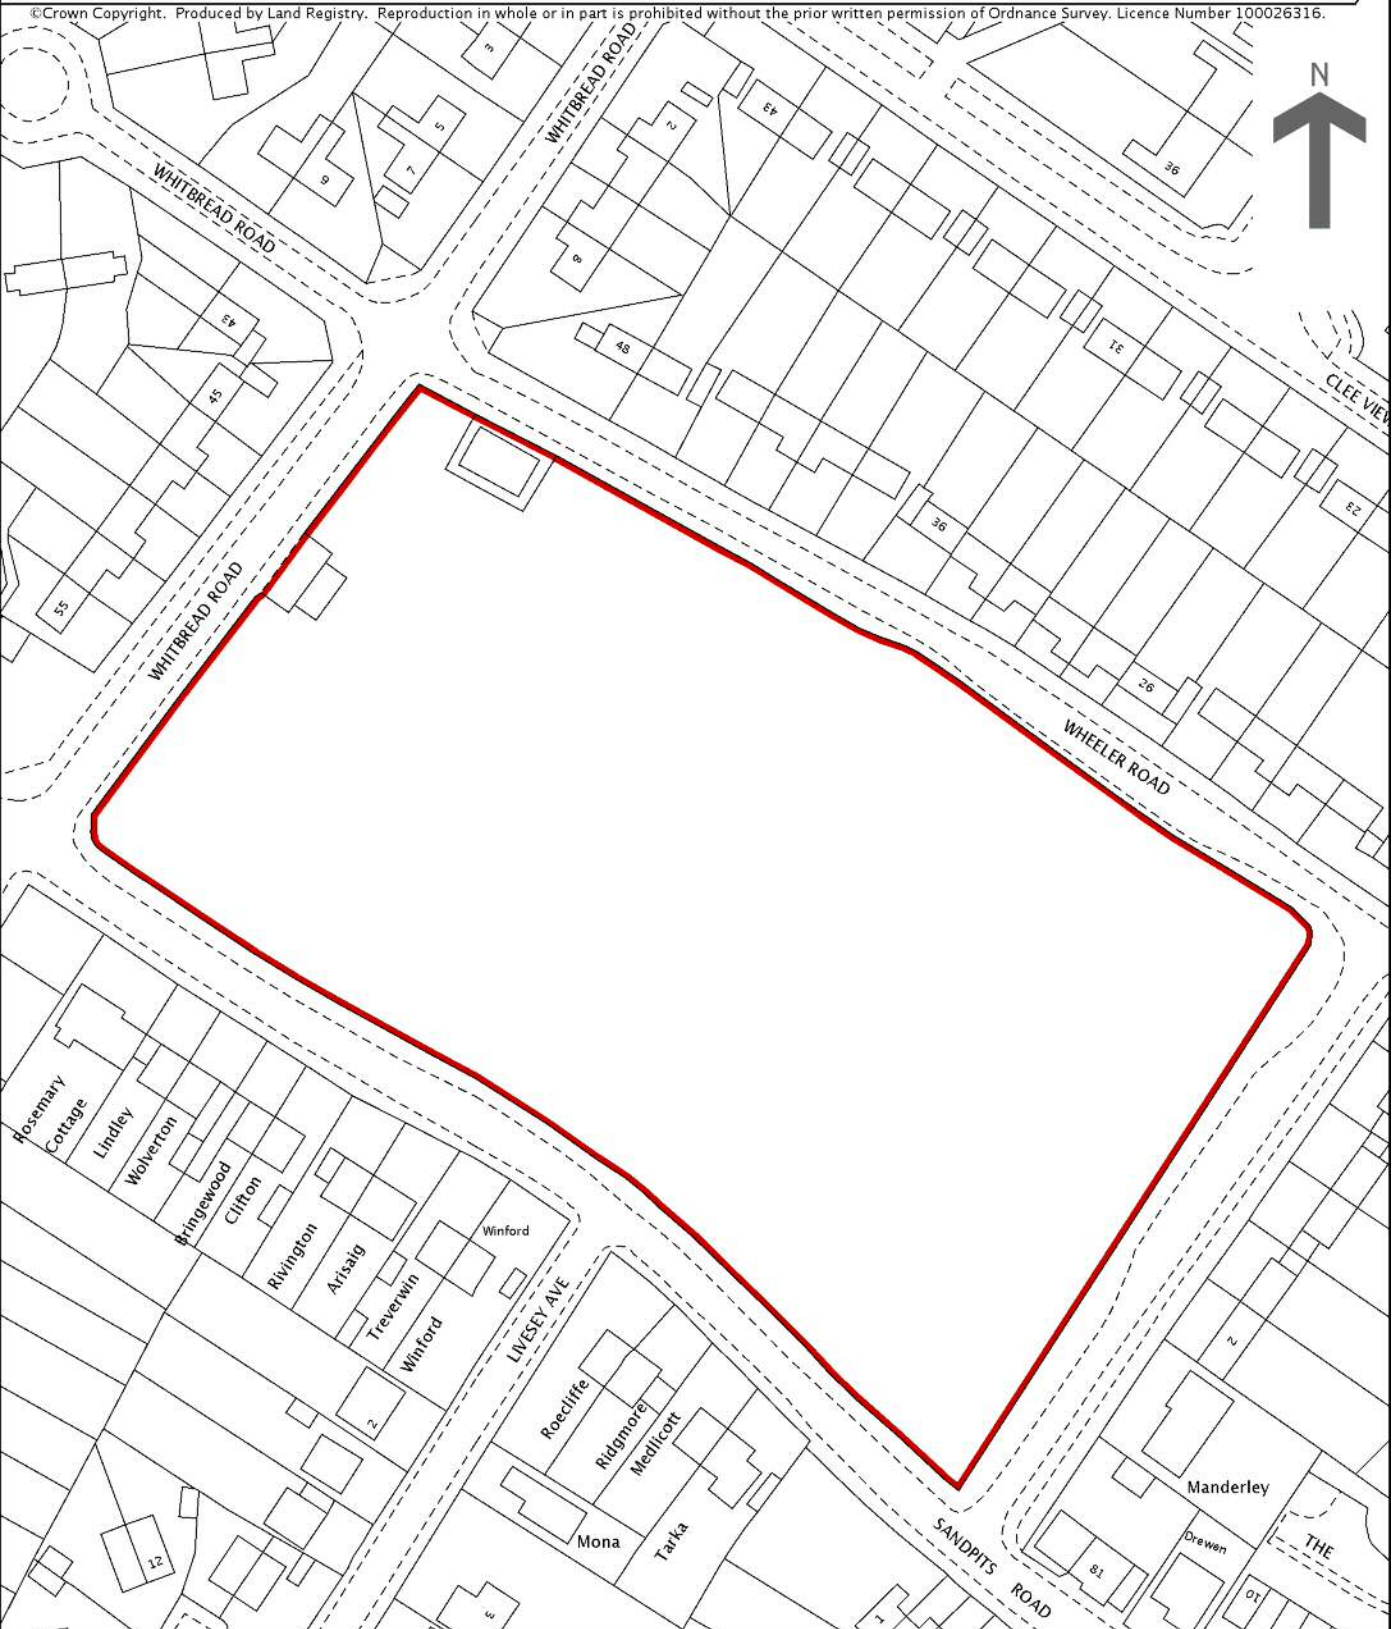 ©Crown Copyright. Produced by Land Registry. Reproduction in whole or in part is prohibited without the prior written permission of Ordnance Survey. Licence Number 100026316.
N
WHITBREAD ROAD
3
5
7
9
2
43
36
WHITBREAD ROAD
8
43
48
31
CLEE VIEW
45
23
36
WHITBREAD ROAD
55
26
WHEELER ROAD
Rosemary
Cottage
Lindley
Wolverton
Bringewood
Clifton
Rivington
Arisaig
Treverwin
Winford
Winford
LIVESEY AVE
2
2
Roecliffe
Ridgmore
Medlicott
Manderley
Mona
Tarka
SANDPITS ROAD
Drewen
THE
12
81
10
3
1